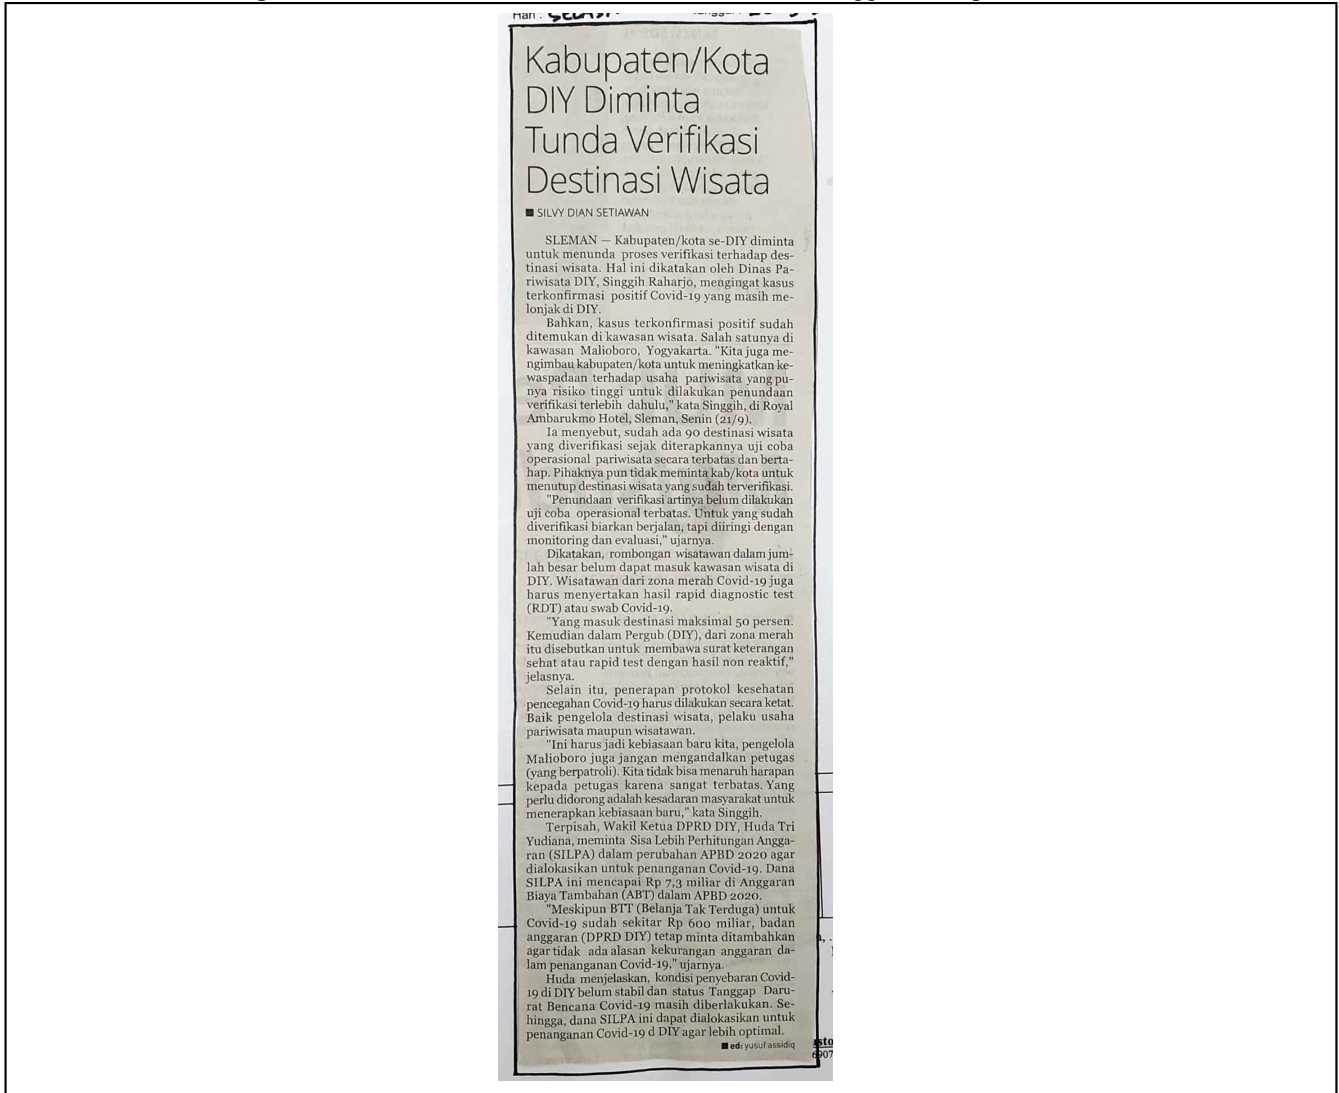 Hari : SELASA
Kabupaten/Kota
DIY Diminta
Tunda Verifikasi
Destinasi Wisata
■ SILVY DIAN SETIAWAN
SLEMAN — Kabupaten/kota se-DIY diminta
untuk menunda proses verifikasi terhadap des-
tinasi wisata. Hal ini dikatakan oleh Dinas Pa-
riwisata DIY, Singgih Raharjo, mengingat kasus
terkonfirmasi positif Covid-19 yang masih me-
lonjak di DIY.
Bahkan, kasus terkonfirmasi positif sudah
ditemukan di kawasan wisata. Salah satunya di
kawasan Malioboro, Yogyakarta. "Kita juga me-
ngimbau kabupaten/kota untuk meningkatkan ke-
waspadaan terhadap usaha pariwisata yang pu-
nya risiko tinggi untuk dilakukan penundaan
verifikasi terlebih dahulu," kata Singgih, di Royal
Ambarukmo Hotel, Sleman, Senin (21/9).
Ia menyebut, sudah ada 90 destinasi wisata
yang diverifikasi sejak diterapkannya uji coba
operasional pariwisata secara terbatas dan berta-
hap. Pihaknya pun tidak meminta kab/kota untuk
menutup destinasi wisata yang sudah terverifikasi.
"Penundaan verifikasi artinya belum dilakukan
uji coba operasional terbatas. Untuk yang sudah
diverifikasi biarkan berjalan, tapi diiringi dengan
monitoring dan evaluasi," ujarnya.
Dikatakan, rombongan wisatawan dalam jum-
lah besar belum dapat masuk kawasan wisata di
DIY. Wisatawan dari zona merah Covid-19 juga
harus menyertakan hasil rapid diagnostic test
(RDT) atau swab Covid-19.
"Yang masuk destinasi maksimal 50 persen.
Kemudian dalam Pergub (DIY), dari zona merah
itu disebutkan untuk membawa surat keterangan
sehat atau rapid test dengan hasil non reaktif,"
jelasnya.
Selain itu, penerapan protokol kesehatan
pencegahan Covid-19 harus dilakukan secara ketat.
Baik pengelola destinasi wisata, pelaku usaha
pariwisata maupun wisatawan.
"Ini harus jadi kebiasaan baru kita, pengelola
Malioboro juga jangan mengandalkan petugas
(yang berpatroli). Kita tidak bisa menaruh harapan
kepada petugas karena sangat terbatas. Yang
perlu didorong adalah kesadaran masyarakat untuk
menerapkan kebiasaan baru," kata Singgih.
Terpisah, Wakil Ketua DPRD DIY, Huda Tri
Yudiana, meminta Sisa Lebih Perhitungan Angga-
ran (SILPA) dalam perubahan APBD 2020 agar
dialokasikan untuk penanganan Covid-19. Dana
SILPA ini mencapai Rp 7,3 miliar di Anggaran
Biaya Tambahan (ABT) dalam APBD 2020.
"Meskipun BTT (Belanja Tak Terduga) untuk
Covid-19 sudah sekitar Rp 600 miliar, badan
anggaran (DPRD DIY) tetap minta ditambahkan
agar tidak ada alasan kekurangan anggaran da-
lam penanganan Covid-19," ujarnya.
Huda menjelaskan, kondisi penyebaran Covid-
19 di DIY belum stabil dan status Tanggap Daru-
rat Bencana Covid-19 masih diberlakukan. Se-
hingga, dana SILPA ini dapat dialokasikan untuk
penanganan Covid-19 d DIY agar lebih optimal.
■ ed: yusuf assidiq